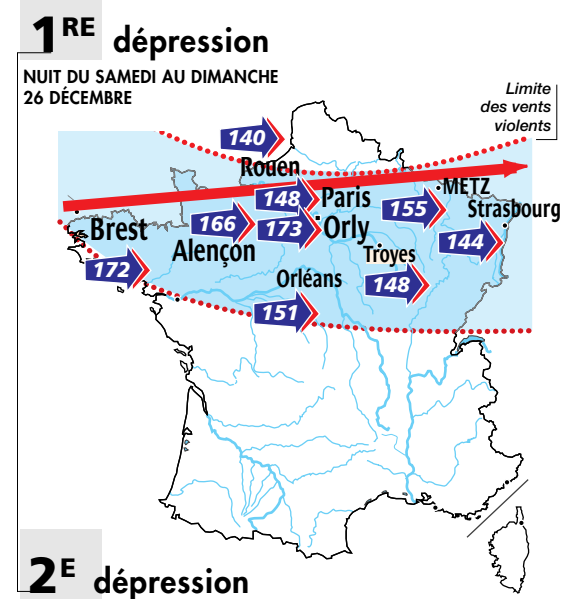 1RE dépression
NUIT DU SAMEDI AU DIMANCHE
26 DÉCEMBRE
Limite
des vents
violents
140
Rouen
148 Paris
METZ
155
Strasbourg
Brest
166
173 Orly
Alençon
144
172
Troyes
Orléans
148
151
2E dépression